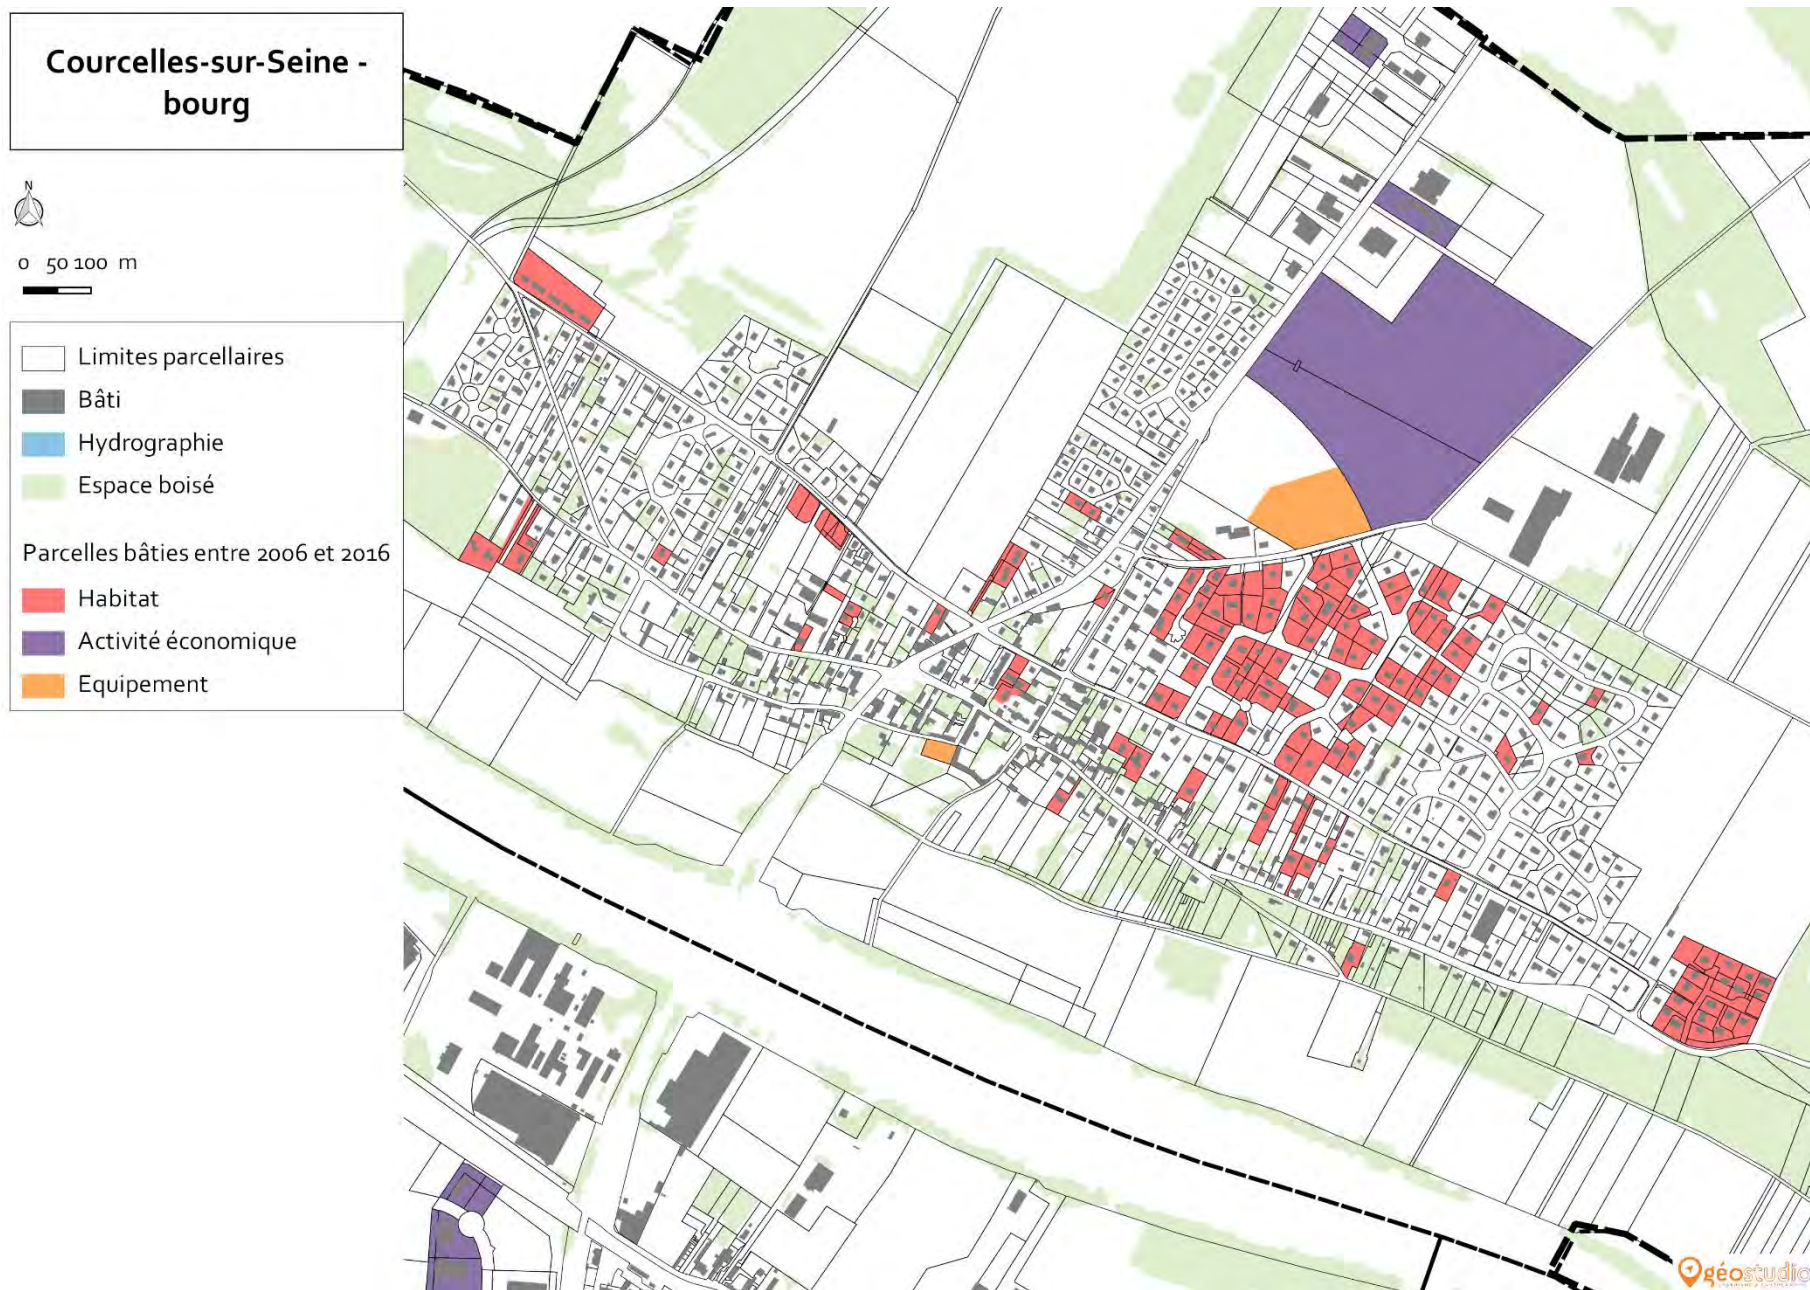 Courcelles-sur-Seine -
bourg
N
0 50 100 m
Limites parcellaires
Bâti
Hydrographie
Espace boisé
Parcelles bâties entre 2006 et 2016
Habitat
Activité économique
Equipement
géostudio